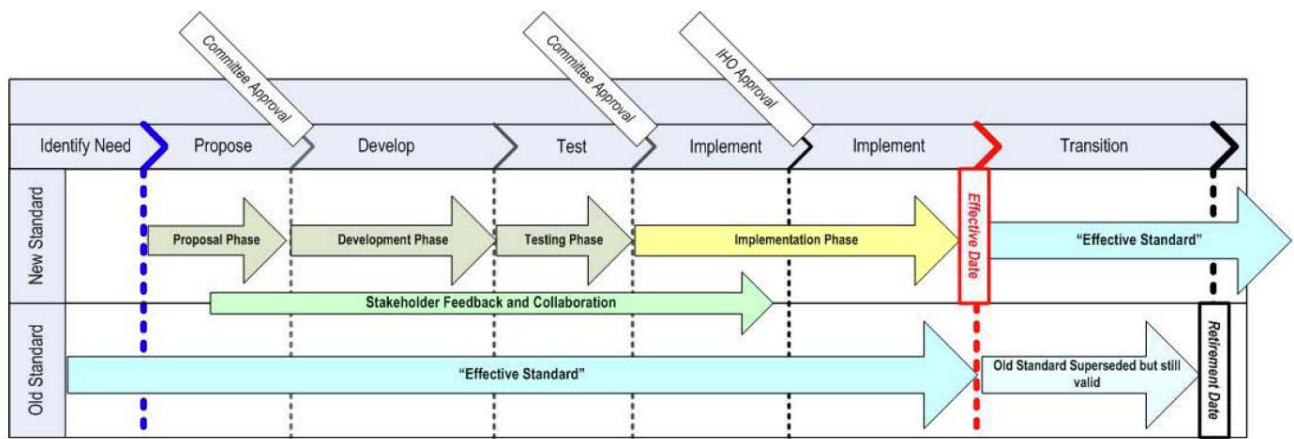 Committee Approval
Committee Approval
IHO Approval
Identify Need
Propose
Develop
Test
Implement
Implement
Transition
New Standard
Proposal Phase
Development Phase
Testing Phase
Implementation Phase
Effective Date
“Effective Standard”
Stakeholder Feedback and Collaboration
Old Standard
“Effective Standard”
Old Standard Superseded but still
valid
Retirement Date